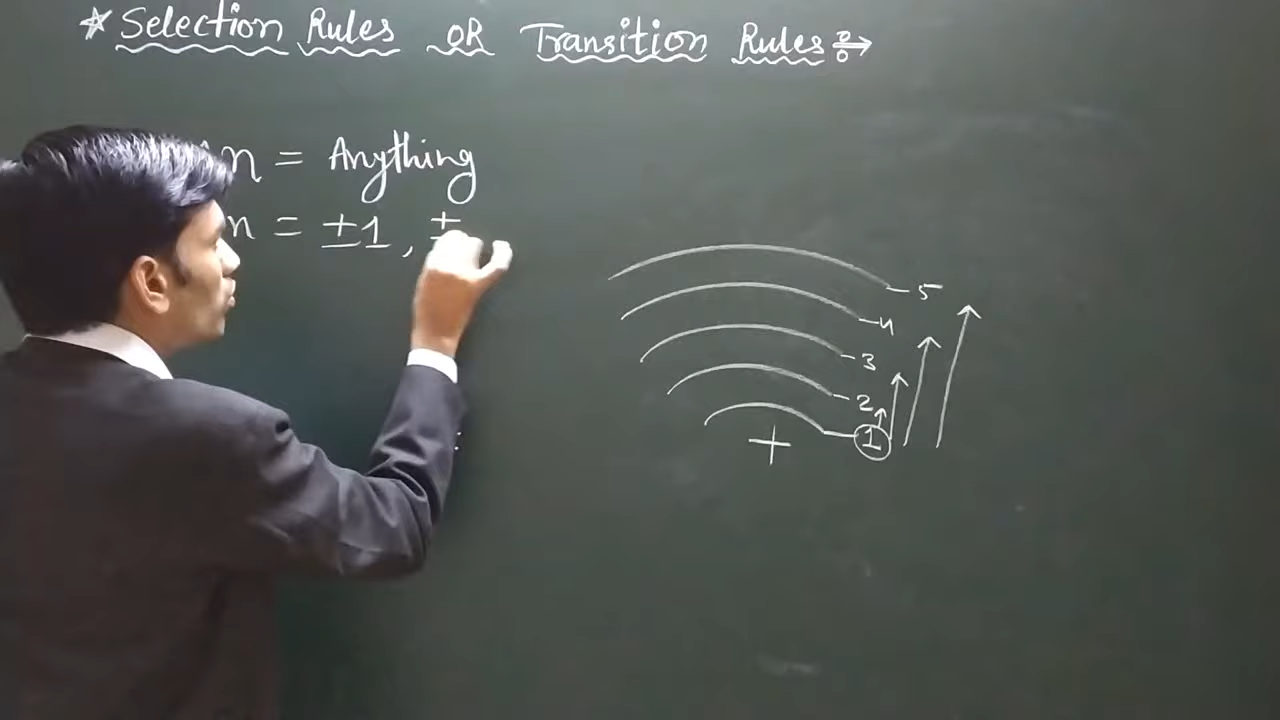 * Selection Rules OR Transition Rules
n = Anything
n = ±1, ±
5
4
3
2
1
+